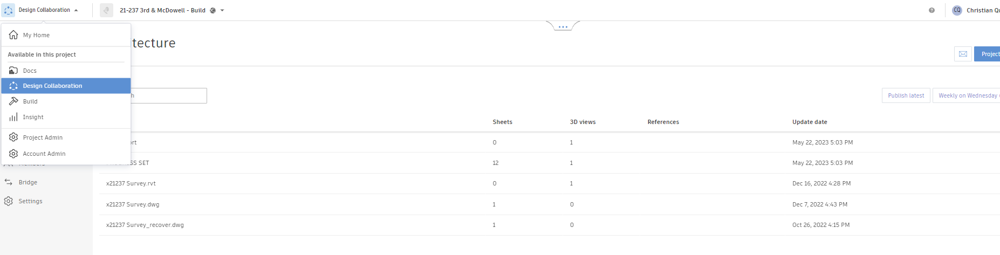 Design Collaboration
21-237 3rd & McDowell - Build
CQ
Christian
My Home
tecture
Available in this project
Project
Docs
Design Collaboration
Build
Publish latest
Weekly on Wednesday
Insight
Sheets
3D views
References
Update date
Project Admin
rt
0
1
May 22, 2023 5:03 PM
Account Admin
SS SET
12
1
May 22, 2023 5:03 PM
Members
Bridge
x21237 Survey.rvt
0
1
Dec 16, 2022 4:28 PM
Settings
x21237 Survey.dwg
1
0
Dec 7, 2022 4:43 PM
x21237 Survey_recover.dwg
1
0
Oct 26, 2022 4:15 PM